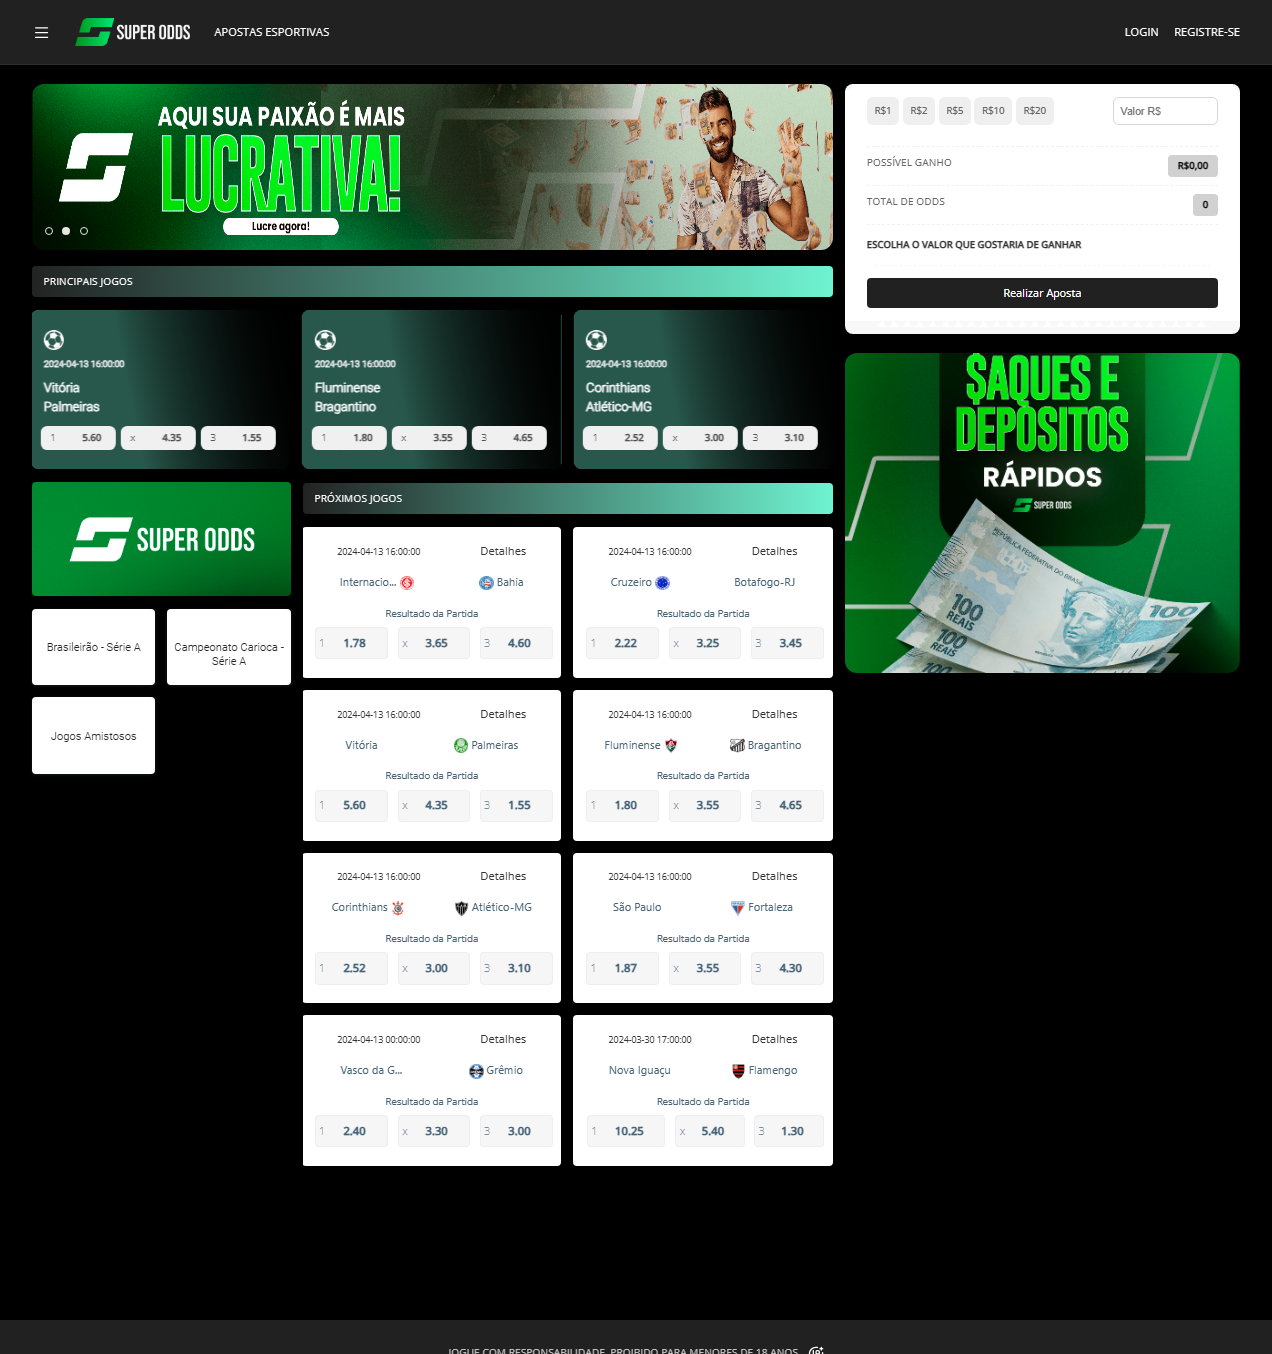 SUPER ODDS
APOSTAS ESPORTIVAS
LOGIN
REGISTRE-SE
AQUI SUA PAIXÃO É MAIS
LUCRATIVA!
Lucre agora!
R$1
R$2
R$5
R$10
R$20
Valor R$
POSSÍVEL GANHO
R$0,00
TOTAL DE ODDS
0
ESCOLHA O VALOR QUE GOSTARIA DE GANHAR
Realizar Aposta
PRINCIPAIS JOGOS
2024-04-13 16:00:00
Vitória
Palmeiras
1 5.60 x 4.35 3 1.55
2024-04-13 16:00:00
Fluminense
Bragantino
1 1.80 x 3.55 3 4.65
2024-04-13 16:00:00
Corinthians
Atlético-MG
1 2.52 x 3.00 3 3.10
SAQUES E
DEPÓSITOS
RÁPIDOS
SUPER ODDS
REPÚBLICA FEDERATIVA DO BRASIL
100
REAIS
100
100
REAIS
SUPER ODDS
Brasileirão - Série A
Campeonato Carioca -
Série A
Jogos Amistosos
PRÓXIMOS JOGOS
2024-04-13 16:00:00 Detalhes
Internacio... Bahia
Resultado da Partida
1 1.78 x 3.65 3 4.60
2024-04-13 16:00:00 Detalhes
Cruzeiro Botafogo-RJ
Resultado da Partida
1 2.22 x 3.25 3 3.45
2024-04-13 16:00:00 Detalhes
Vitória Palmeiras
Resultado da Partida
1 5.60 x 4.35 3 1.55
2024-04-13 16:00:00 Detalhes
Fluminense Bragantino
Resultado da Partida
1 1.80 x 3.55 3 4.65
2024-04-13 16:00:00 Detalhes
Corinthians Atlético-MG
Resultado da Partida
1 2.52 x 3.00 3 3.10
2024-04-13 16:00:00 Detalhes
São Paulo Fortaleza
Resultado da Partida
1 1.87 x 3.55 3 4.30
2024-04-13 00:00:00 Detalhes
Vasco da G... Grêmio
Resultado da Partida
1 2.40 x 3.30 3 3.00
2024-03-30 17:00:00 Detalhes
Nova Iguaçu Flamengo
Resultado da Partida
1 10.25 x 5.40 3 1.30
JOGUE COM RESPONSABILIDADE, PROIBIDO PARA MENORES DE 18 ANOS